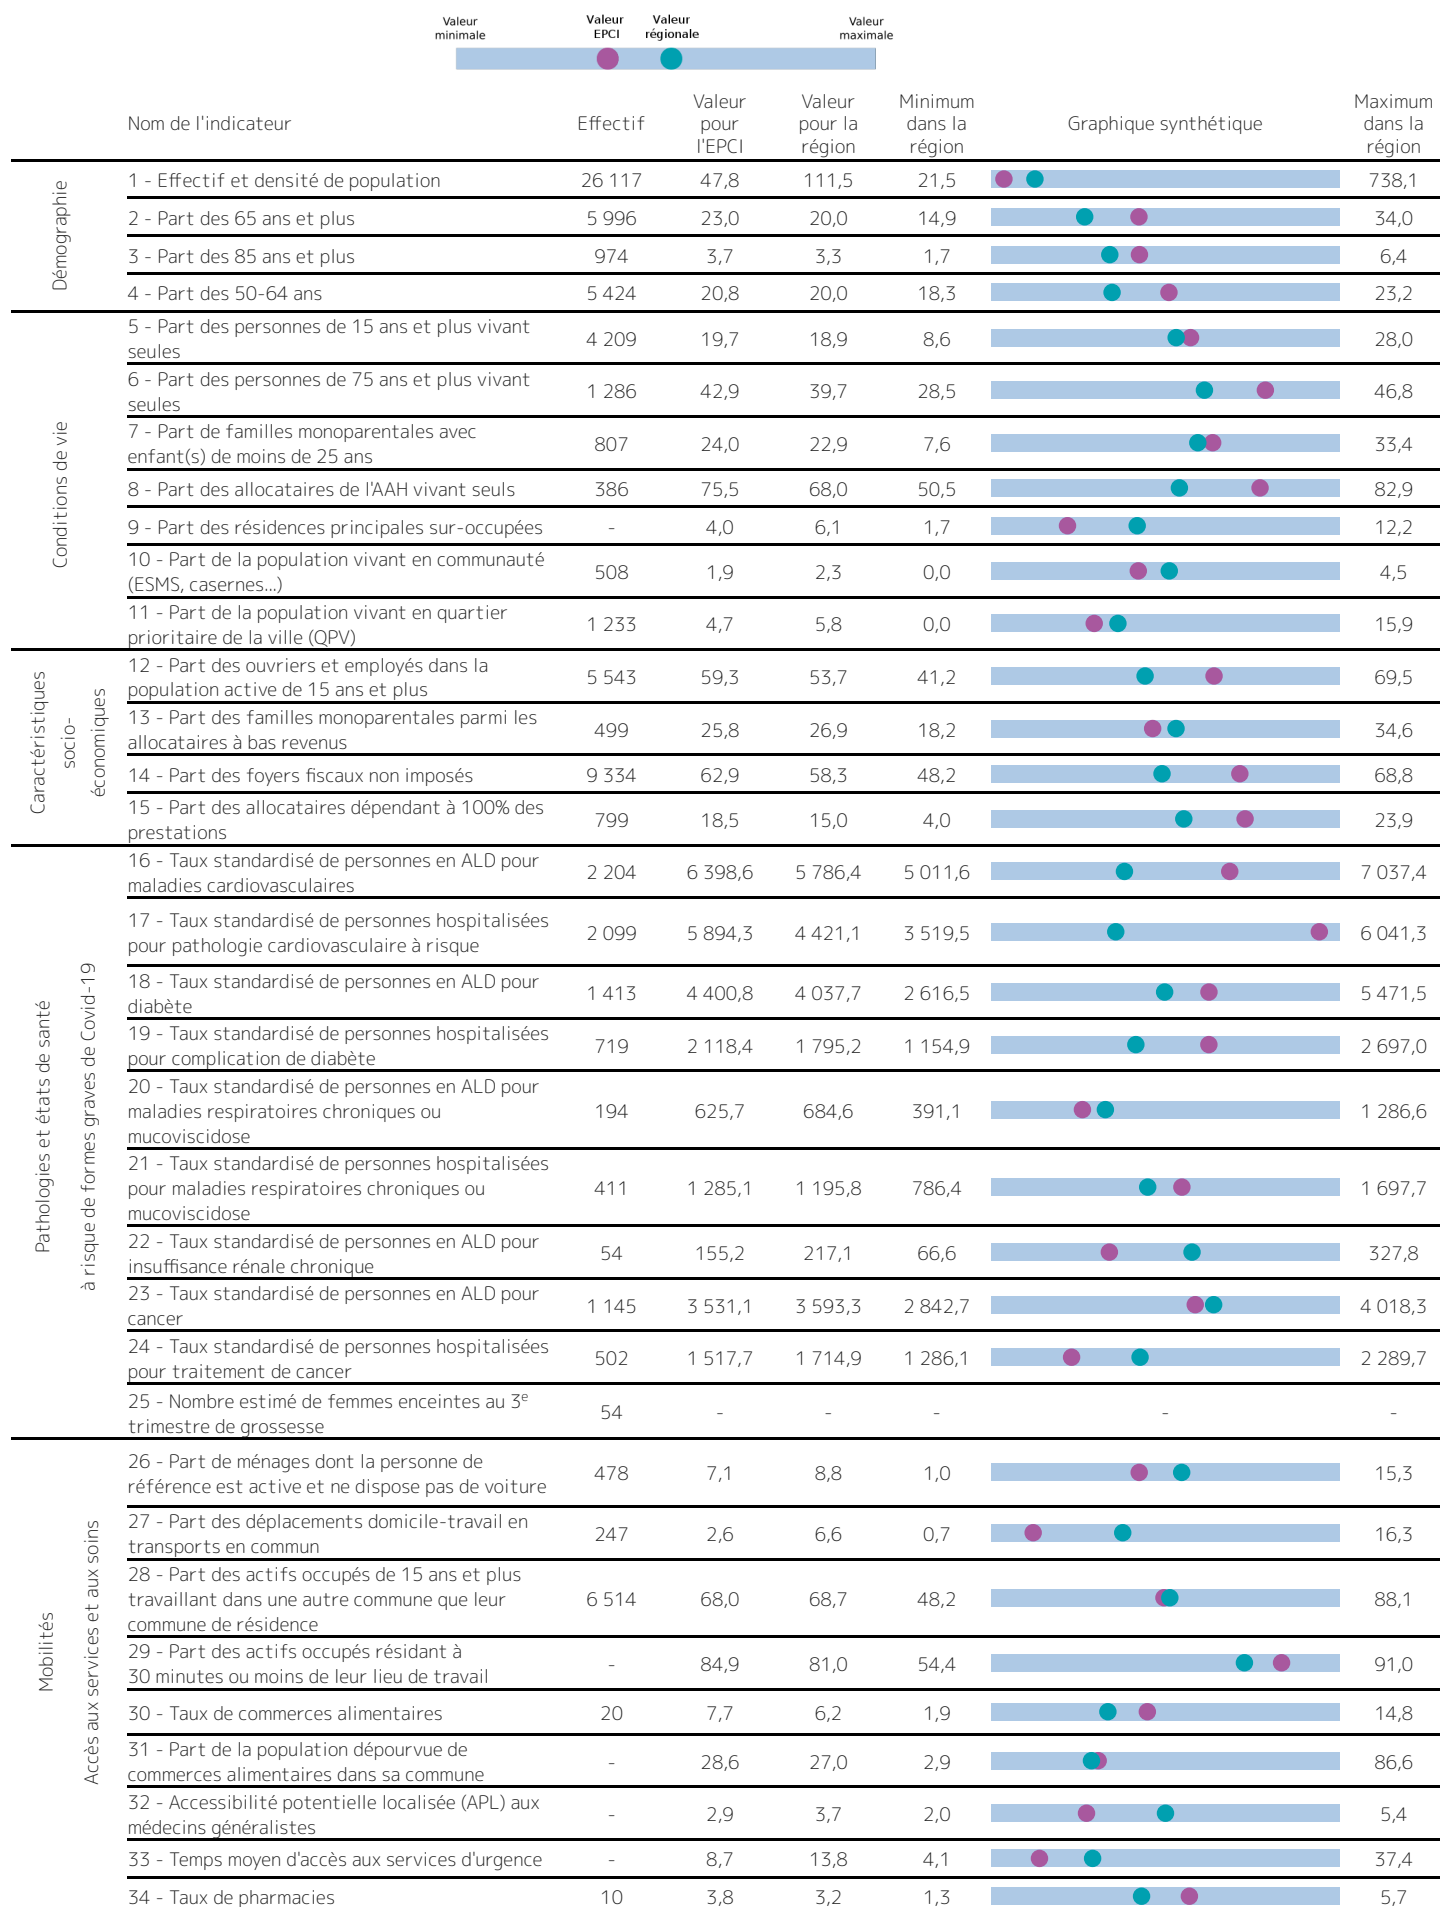 Valeur minimale
Valeur EPCI
Valeur régionale
Valeur maximale
Nom de l'indicateur
Effectif
Valeur pour l'EPCI
Valeur pour la région
Minimum dans la région
Graphique synthétique
Maximum dans la région
Démographie
1 - Effectif et densité de population 26 117 47,8 111,5 21,5 738,1
2 - Part des 65 ans et plus 5 996 23,0 20,0 14,9 34,0
3 - Part des 85 ans et plus 974 3,7 3,3 1,7 6,4
4 - Part des 50-64 ans 5 424 20,8 20,0 18,3 23,2
Conditions de vie
5 - Part des personnes de 15 ans et plus vivant
seules 4 209 19,7 18,9 8,6 28,0
6 - Part des personnes de 75 ans et plus vivant
seules 1 286 42,9 39,7 28,5 46,8
7 - Part de familles monoparentales avec
enfant(s) de moins de 25 ans 807 24,0 22,9 7,6 33,4
8 - Part des allocataires de l'AAH vivant seuls 386 75,5 68,0 50,5 82,9
9 - Part des résidences principales sur-occupées - 4,0 6,1 1,7 12,2
10 - Part de la population vivant en communauté
(ESMS, casernes...) 508 1,9 2,3 0,0 4,5
11 - Part de la population vivant en quartier
prioritaire de la ville (QPV) 1 233 4,7 5,8 0,0 15,9
Caractéristiques
socio-
économiques
12 - Part des ouvriers et employés dans la
population active de 15 ans et plus 5 543 59,3 53,7 41,2 69,5
13 - Part des familles monoparentales parmi les
allocataires à bas revenus 499 25,8 26,9 18,2 34,6
14 - Part des foyers fiscaux non imposés 9 334 62,9 58,3 48,2 68,8
15 - Part des allocataires dépendant à 100% des
prestations 799 18,5 15,0 4,0 23,9
Pathologies et états de santé
à risque de formes graves de Covid-19
16 - Taux standardisé de personnes en ALD pour
maladies cardiovasculaires 2 204 6 398,6 5 786,4 5 011,6 7 037,4
17 - Taux standardisé de personnes hospitalisées
pour pathologie cardiovasculaire à risque 2 099 5 894,3 4 421,1 3 519,5 6 041,3
18 - Taux standardisé de personnes en ALD pour
diabète 1 413 4 400,8 4 037,7 2 616,5 5 471,5
19 - Taux standardisé de personnes hospitalisées
pour complication de diabète 719 2 118,4 1 795,2 1 154,9 2 697,0
20 - Taux standardisé de personnes en ALD pour
maladies respiratoires chroniques ou
mucoviscidose 194 625,7 684,6 391,1 1 286,6
21 - Taux standardisé de personnes hospitalisées
pour maladies respiratoires chroniques ou
mucoviscidose 411 1 285,1 1 195,8 786,4 1 697,7
22 - Taux standardisé de personnes en ALD pour
insuffisance rénale chronique 54 155,2 217,1 66,6 327,8
23 - Taux standardisé de personnes en ALD pour
cancer 1 145 3 531,1 3 593,3 2 842,7 4 018,3
24 - Taux standardisé de personnes hospitalisées
pour traitement de cancer 502 1 517,7 1 714,9 1 286,1 2 289,7
25 - Nombre estimé de femmes enceintes au 3e
trimestre de grossesse 54 - - - - -
Mobilités
Accès aux services et aux soins
26 - Part de ménages dont la personne de
référence est active et ne dispose pas de voiture 478 7,1 8,8 1,0 15,3
27 - Part des déplacements domicile-travail en
transports en commun 247 2,6 6,6 0,7 16,3
28 - Part des actifs occupés de 15 ans et plus
travaillant dans une autre commune que leur
commune de résidence 6 514 68,0 68,7 48,2 88,1
29 - Part des actifs occupés résidant à
30 minutes ou moins de leur lieu de travail - 84,9 81,0 54,4 91,0
30 - Taux de commerces alimentaires 20 7,7 6,2 1,9 14,8
31 - Part de la population dépourvue de
commerces alimentaires dans sa commune - 28,6 27,0 2,9 86,6
32 - Accessibilité potentielle localisée (APL) aux
médecins généralistes - 2,9 3,7 2,0 5,4
33 - Temps moyen d'accès aux services d'urgence - 8,7 13,8 4,1 37,4
34 - Taux de pharmacies 10 3,8 3,2 1,3 5,7